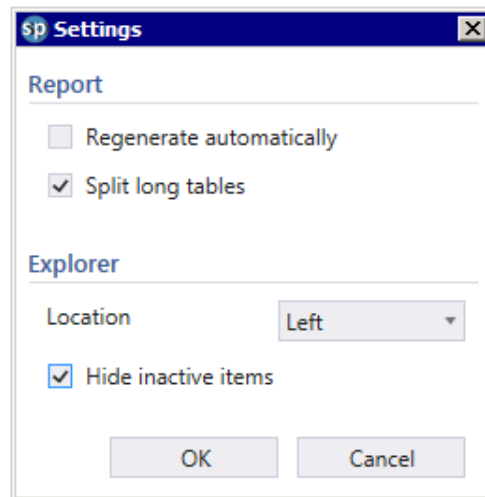 sp Settings
Report
Regenerate automatically
Split long tables
Explorer
Location Left
Hide inactive items
OK Cancel